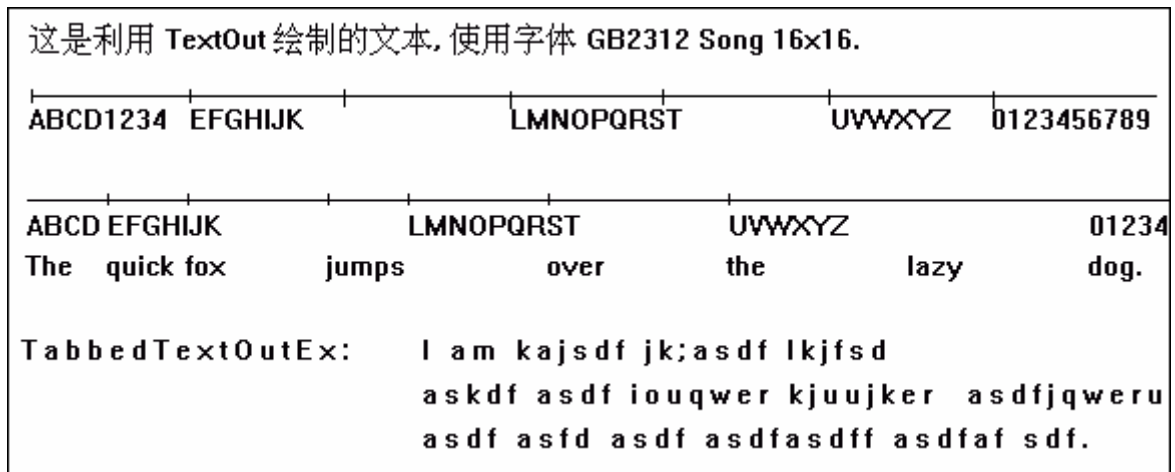 这是利用 TextOut 绘制的文本, 使用字体 GB2312 Song 16x16.
ABCD1234 EFGHIJK LMNOPQRST UVWXYZ 0123456789
ABCD EFGHIJK LMNOPQRST UVWXYZ 01234
The quick fox jumps over the lazy dog.
TabbedTextOutEx: I am kajsdf jk;asdf lkjfsd
askdf asdf iouqwer kjuujker asdfjqweru
asdf asfd asdf asdfasdff asdfaf sdf.